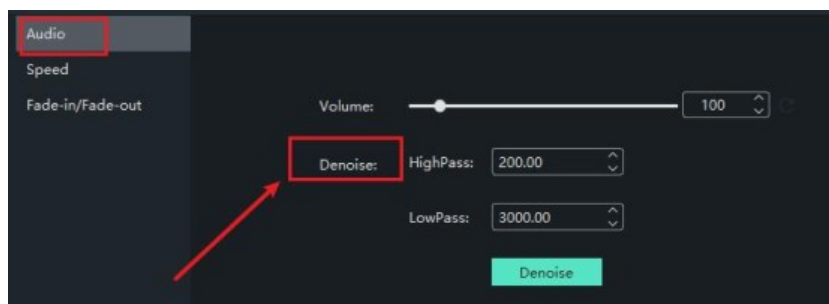 Audio
Speed
Fade-in/Fade-out
Volume: 100
Denoise: HighPass: 200.00
LowPass: 3000.00
Denoise